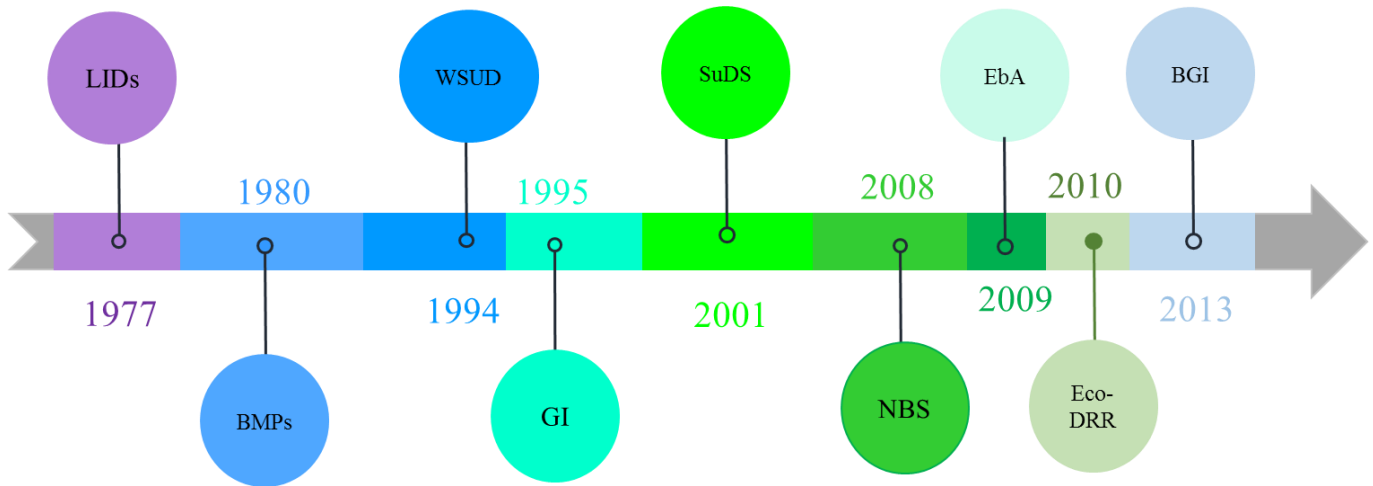 LIDs
WSUD
SuDS
EbA
BGI
1980
1995
2008
2010
1977
1994
2001
2009
2013
BMPs
GI
NBS
Eco-
DRR